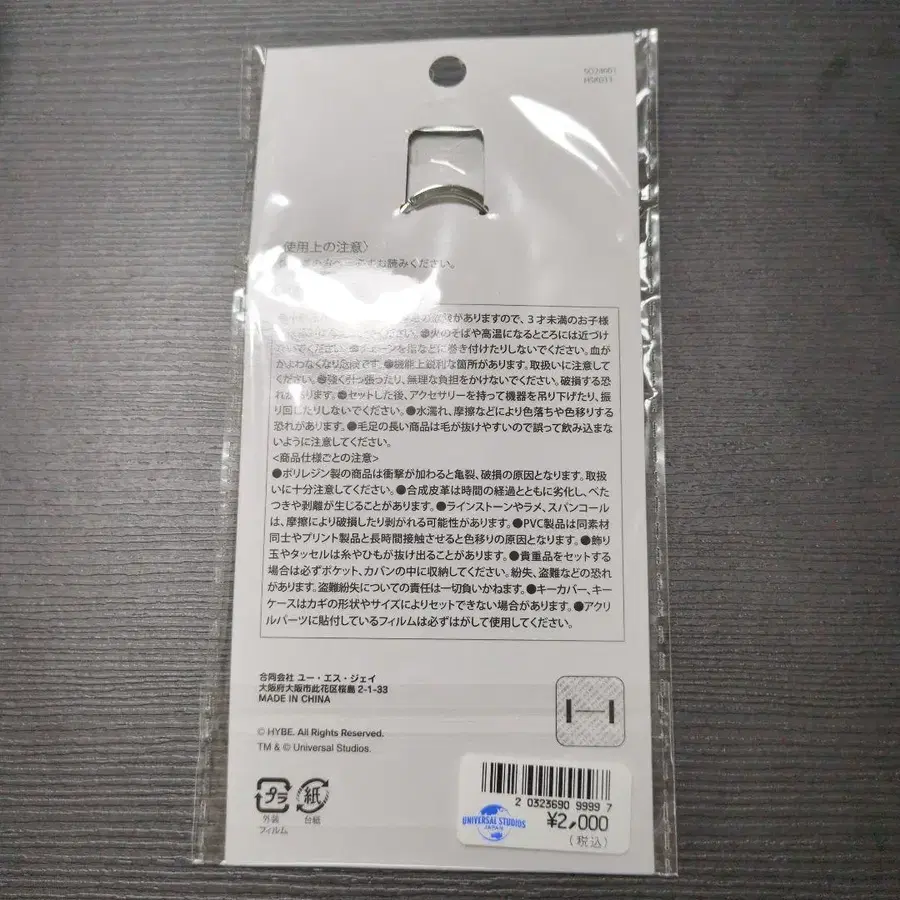 使用上の注意〉
お読みください。
がありますので、3才未満のお子様
火のそばや高温になるところには近づけ
いでください。 ーンを指などに巻き付けたりしないでください。血が
かよわなくなり危険です。●機能上鋭利な箇所があります。取扱いに注意して
ください。●強く引っ張ったり、無理な負担をかけないでください。破損する恐
れがあります。●セットした後、アクセサリーを持って機器を吊り下げたり、振
り回したりしないでください。●水濡れ、摩擦などにより色落ちや色移りする
恐れがあります。●毛足の長い商品は毛が抜けやすいので誤って飲み込まな
いように注意してください。
<商品仕様ごとの注意>
●ポリレジン製の商品は衝撃が加わると亀裂、破損の原因となります。取扱
いに十分注意してください。●合成皮革は時間の経過とともに劣化し、べた
つきや剥離が生じることがあります。●ラインストーンやラメ、スパンコール
は、摩擦により破損したり剥がれる可能性があります。●PVC製品は同素材
同士やプリント製品と長時間接触させると色移りの原因となります。●飾り
玉やタッセルは糸やひもが抜け出ることがあります。●貴重品をセットする
場合は必ずポケット、カバンの中に収納してください。紛失、盗難などの恐れ
があります。盗難紛失についての責任は一切負いかねます。●キーカバー、キー
ケースはカギの形状やサイズによりセットできない場合があります。●アクリ
ルパーツに貼付しているフィルムは必ずはがして使用してください。
合同会社 ユー・エス・ジェイ
大阪府大阪市此花区桜島 2-1-33
MADE IN CHINA
© HYBE. All Rights Reserved.
TM & © Universal Studios.
プラ
外装
フィルム
紙
台紙
2 0323690 9999 7
UNIVERSAL STUDIOS
JAPAN
¥2,000
(税込)